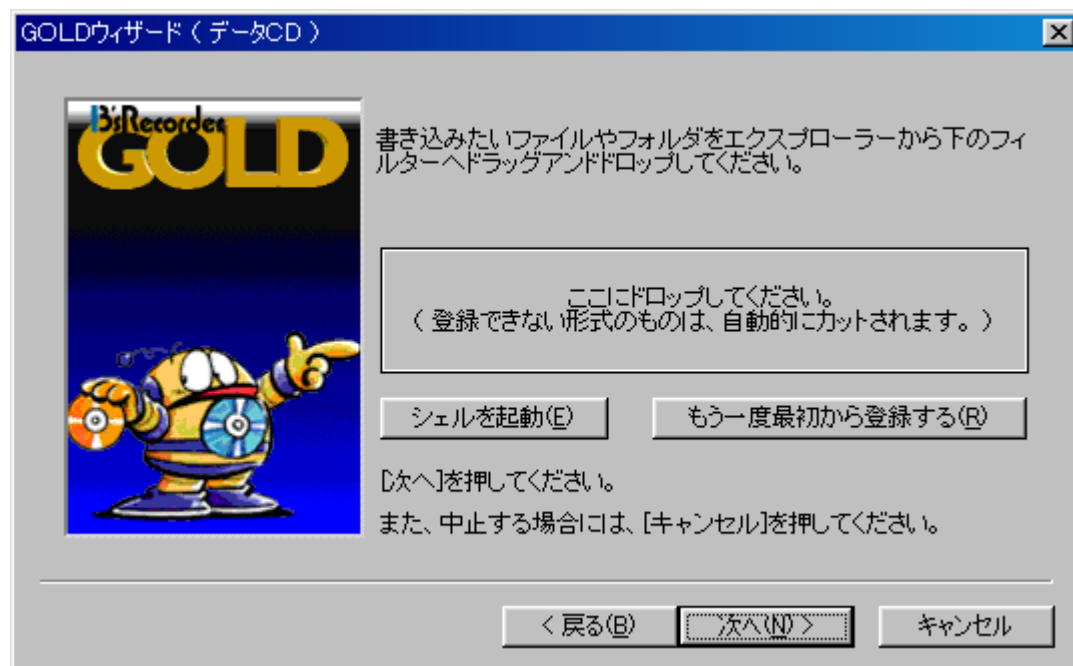 GOLDウィザード（データCD）
B'sRecorder
GOLD
書き込みたいファイルやフォルダをエクスプローラーから下のフィ
ルターへドラッグアンドドロップしてください。
ここにドロップしてください。
（登録できない形式のものは、自動的にカットされます。）
シェルを起動(E)
もう一度最初から登録する(R)
[次へ]を押してください。
また、中止する場合には、[キャンセル]を押してください。
< 戻る(B)
次へ(N) >
キャンセル